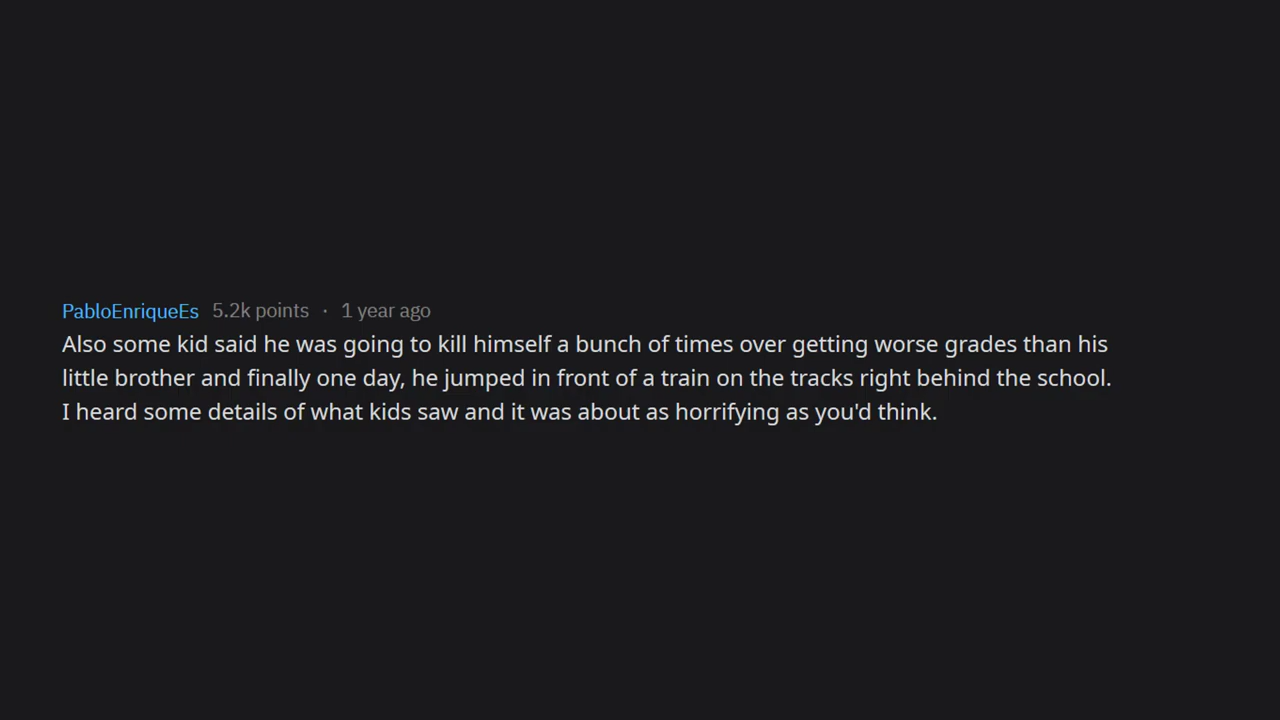 PabloEnriqueEs 5.2k points · 1 year ago
Also some kid said he was going to kill himself a bunch of times over getting worse grades than his
little brother and finally one day, he jumped in front of a train on the tracks right behind the school.
I heard some details of what kids saw and it was about as horrifying as you'd think.